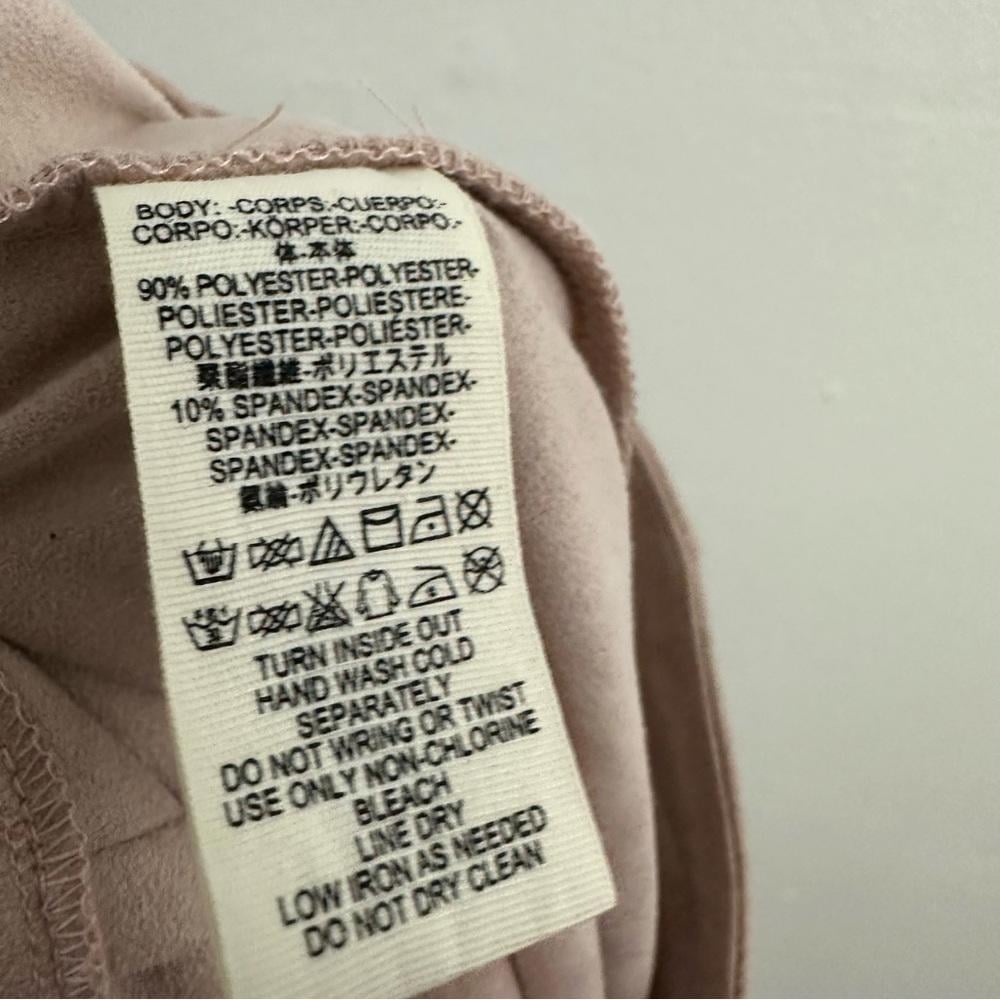 BODY: -CORPS:-CUERPO:-
CORPO:-KÖRPER:-CORPO:-
体-本体
90% POLYESTER-POLYESTER-
POLIESTER-POLIESTERE-
POLYESTER-POLIÉSTER-
聚酯纖維-ポリエステル
10% SPANDEX-SPANDEX-
SPANDEX-SPANDEX-
SPANDEX-SPANDEX-
氨綸-ポリウレタン
TURN INSIDE OUT
HAND WASH COLD
SEPARATELY
DO NOT WRING OR TWIST
USE ONLY NON-CHLORINE
BLEACH
LINE DRY
LOW IRON AS NEEDED
DO NOT DRY CLEAN